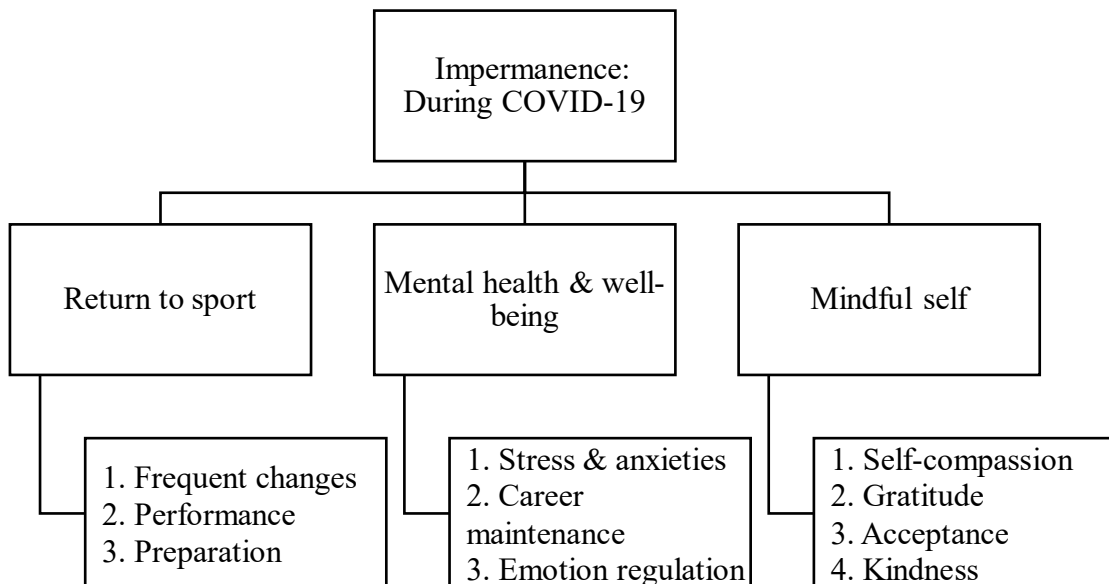 Impermanence:
During COVID-19
Return to sport
Mental health & well-
being
Mindful self
1. Frequent changes
2. Performance
3. Preparation
1. Stress & anxieties
2. Career
maintenance
3. Emotion regulation
1. Self-compassion
2. Gratitude
3. Acceptance
4. Kindness